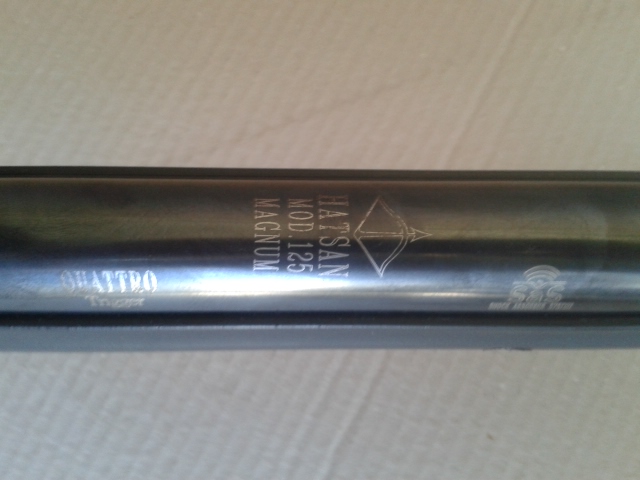 HATSAN
MOD. 125
MAGNUM
QUATTRO
Trigger